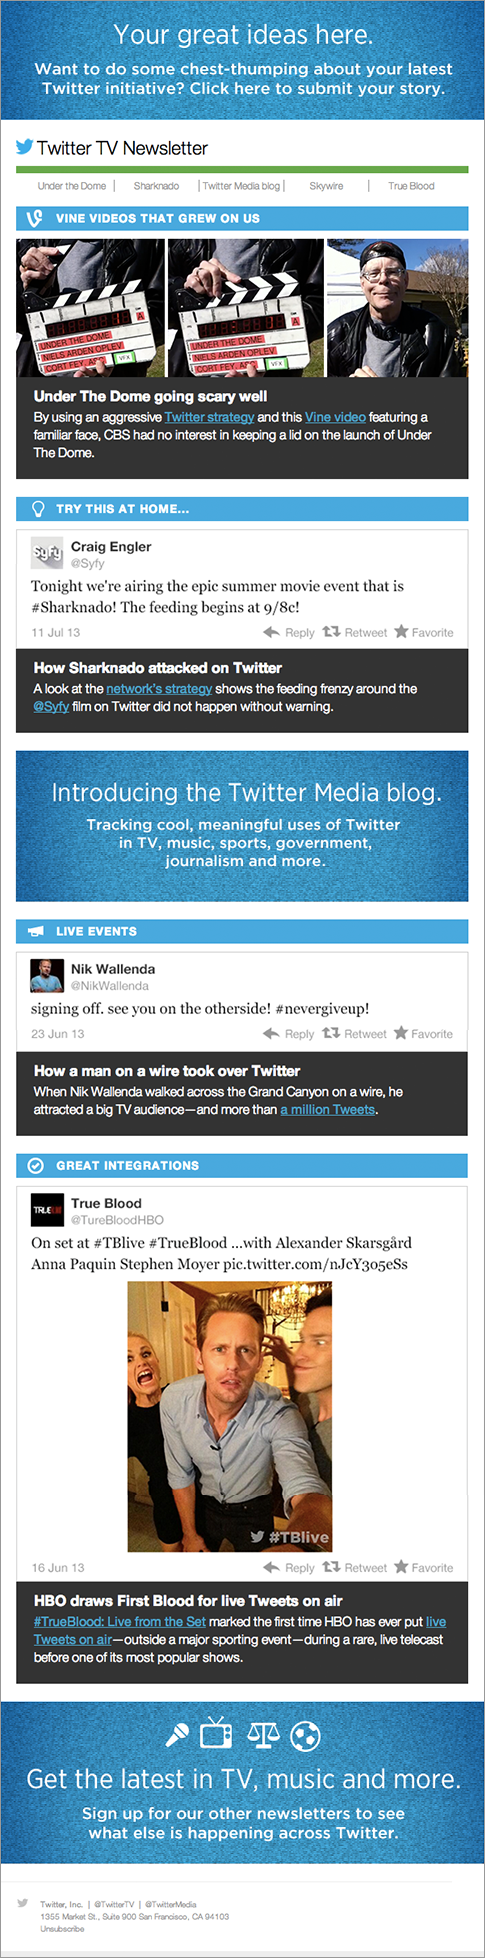 Your great ideas here.
Want to do some chest-thumping about your latest
Twitter initiative? Click here to submit your story.
Twitter TV Newsletter
Under the Dome | Sharknado | Twitter Media blog | Skywire | True Blood
VINE VIDEOS THAT GREW ON US
UNDER THE DOME
NIELS ARDEN OPLEV
CORT FEY, A
VFX
A
UNDER THE DOME
NIELS ARDEN OPLEV
CORT FEY, A
VFX
A
Under The Dome going scary well
By using an aggressive Twitter strategy and this Vine video featuring a
familiar face, CBS had no interest in keeping a lid on the launch of Under
The Dome.
TRY THIS AT HOME...
Syfy
Craig Engler
@Syfy
Tonight we're airing the epic summer movie event that is
#Sharknado! The feeding begins at 9/8c!
11 Jul 13 Reply Retweet Favorite
How Sharknado attacked on Twitter
A look at the network's strategy shows the feeding frenzy around the
@Syfy film on Twitter did not happen without warning.
Introducing the Twitter Media blog.
Tracking cool, meaningful uses of Twitter
in TV, music, sports, government,
journalism and more.
LIVE EVENTS
Nik Wallenda
@NikWallenda
signing off. see you on the otherside! #nevergiveup!
23 Jun 13 Reply Retweet Favorite
How a man on a wire took over Twitter
When Nik Wallenda walked across the Grand Canyon on a wire, he
attracted a big TV audience—and more than a million Tweets.
GREAT INTEGRATIONS
True Blood
@TureBloodHBO
On set at #TBlive #TrueBlood ...with Alexander Skarsgård
Anna Paquin Stephen Moyer pic.twitter.com/nJcY3o5eSs
#TBlive
16 Jun 13 Reply Retweet Favorite
HBO draws First Blood for live Tweets on air
#TrueBlood: Live from the Set marked the first time HBO has ever put live
Tweets on air—outside a major sporting event—during a rare, live telecast
before one of its most popular shows.
Get the latest in TV, music and more.
Sign up for our other newsletters to see
what else is happening across Twitter.
Twitter, Inc. | @TwitterTV | @TwitterMedia
1355 Market St., Suite 900 San Francisco, CA 94103
Unsubscribe